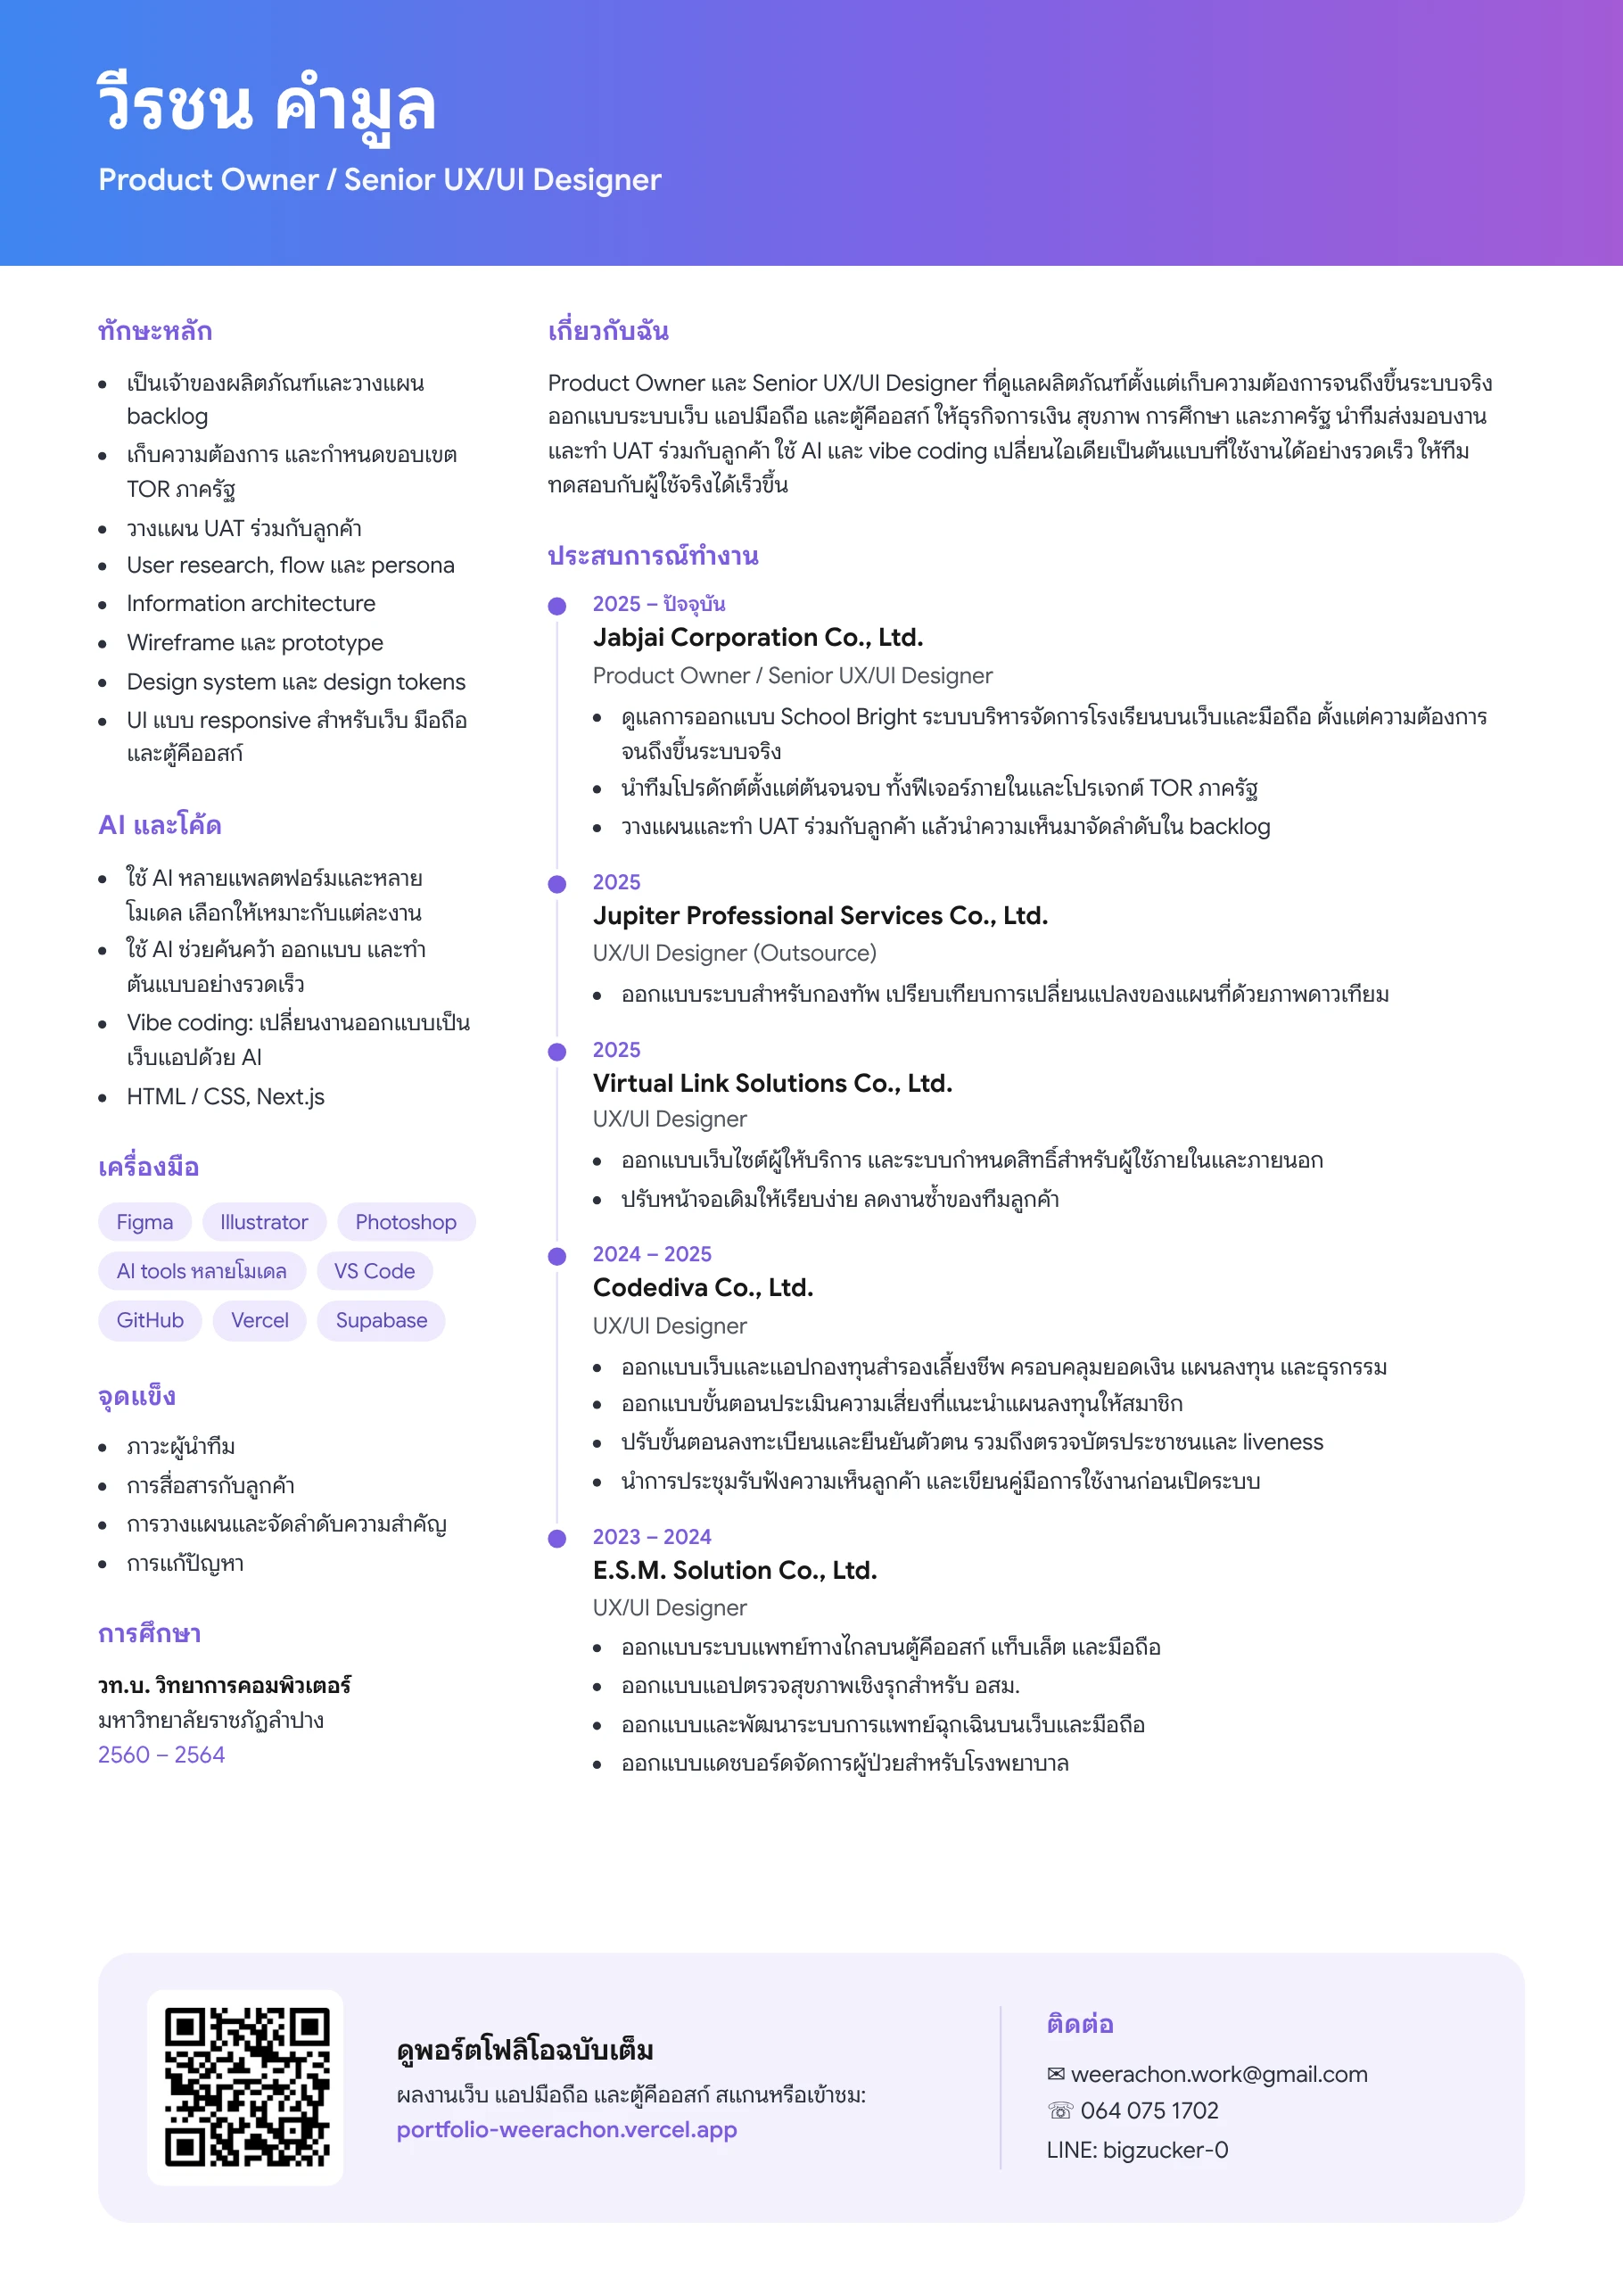 วีรชน คำมูล
Product Owner / Senior UX/UI Designer
ทักษะหลัก
• เป็นเจ้าของผลิตภัณฑ์และวางแผน
backlog
• เก็บความต้องการ และกำหนดขอบเขต
TOR ภาครัฐ
• วางแผน UAT ร่วมกับลูกค้า
• User research, flow และ persona
• Information architecture
• Wireframe และ prototype
• Design system และ design tokens
• UI แบบ responsive สำหรับเว็บ มือถือ
และตู้คีออสก์
AI และโค้ด
• ใช้ AI หลายแพลตฟอร์มและหลาย
โมเดล เลือกให้เหมาะกับแต่ละงาน
• ใช้ AI ช่วยค้นคว้า ออกแบบ และทำ
ต้นแบบอย่างรวดเร็ว
• Vibe coding: เปลี่ยนงานออกแบบเป็น
เว็บแอปด้วย AI
• HTML / CSS, Next.js
เครื่องมือ
Figma Illustrator Photoshop
AI tools หลายโมเดล VS Code
GitHub Vercel Supabase
จุดแข็ง
• ภาวะผู้นำทีม
• การสื่อสารกับลูกค้า
• การวางแผนและจัดลำดับความสำคัญ
• การแก้ปัญหา
การศึกษา
วท.บ. วิทยาการคอมพิวเตอร์
มหาวิทยาลัยราชภัฏลำปาง
2560 – 2564
เกี่ยวกับฉัน
Product Owner และ Senior UX/UI Designer ที่ดูแลผลิตภัณฑ์ตั้งแต่เก็บความต้องการจนถึงขึ้นระบบจริง
ออกแบบระบบเว็บ แอปมือถือ และตู้คีออสก์ ให้ธุรกิจการเงิน สุขภาพ การศึกษา และภาครัฐ นำทีมส่งมอบงาน
และทำ UAT ร่วมกับลูกค้า ใช้ AI และ vibe coding เปลี่ยนไอเดียเป็นต้นแบบที่ใช้งานได้อย่างรวดเร็ว ให้ทีม
ทดสอบกับผู้ใช้จริงได้เร็วขึ้น
ประสบการณ์ทำงาน
2025 – ปัจจุบัน
Jabjai Corporation Co., Ltd.
Product Owner / Senior UX/UI Designer
• ดูแลการออกแบบ School Bright ระบบบริหารจัดการโรงเรียนบนเว็บและมือถือ ตั้งแต่ความต้องการ
จนถึงขึ้นระบบจริง
• นำทีมโปรดักต์ตั้งแต่ต้นจนจบ ทั้งฟีเจอร์ภายในและโปรเจกต์ TOR ภาครัฐ
• วางแผนและทำ UAT ร่วมกับลูกค้า แล้วนำความเห็นมาจัดลำดับใน backlog
2025
Jupiter Professional Services Co., Ltd.
UX/UI Designer (Outsource)
• ออกแบบระบบสำหรับกองทัพ เปรียบเทียบการเปลี่ยนแปลงของแผนที่ด้วยภาพดาวเทียม
2025
Virtual Link Solutions Co., Ltd.
UX/UI Designer
• ออกแบบเว็บไซต์ผู้ให้บริการ และระบบกำหนดสิทธิ์สำหรับผู้ใช้ภายในและภายนอก
• ปรับหน้าจอเดิมให้เรียบง่าย ลดงานซ้ำของทีมลูกค้า
2024 – 2025
Codediva Co., Ltd.
UX/UI Designer
• ออกแบบเว็บและแอปกองทุนสำรองเลี้ยงชีพ ครอบคลุมยอดเงิน แผนลงทุน และธุรกรรม
• ออกแบบขั้นตอนประเมินความเสี่ยงที่แนะนำแผนลงทุนให้สมาชิก
• ปรับขั้นตอนลงทะเบียนและยืนยันตัวตน รวมถึงตรวจบัตรประชาชนและ liveness
• นำการประชุมรับฟังความเห็นลูกค้า และเขียนคู่มือการใช้งานก่อนเปิดระบบ
2023 – 2024
E.S.M. Solution Co., Ltd.
UX/UI Designer
• ออกแบบระบบแพทย์ทางไกลบนตู้คีออสก์ แท็บเล็ต และมือถือ
• ออกแบบแอปตรวจสุขภาพเชิงรุกสำหรับ อสม.
• ออกแบบและพัฒนาระบบการแพทย์ฉุกเฉินบนเว็บและมือถือ
• ออกแบบแดชบอร์ดจัดการผู้ป่วยสำหรับโรงพยาบาล
ดูพอร์ตโฟลิโอฉบับเต็ม
ผลงานเว็บ แอปมือถือ และตู้คีออสก์ สแกนหรือเข้าชม:
portfolio-weerachon.vercel.app
ติดต่อ
✉ weerachon.work@gmail.com
☏ 064 075 1702
LINE: bigzucker-0